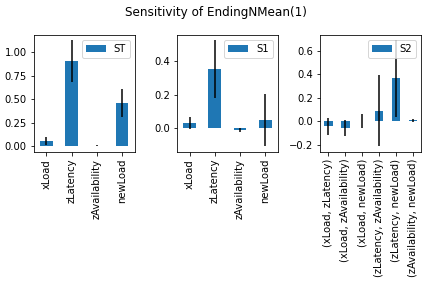 Sensitivity of EndingNMean(1)
ST
1.00
0.75
0.50
0.25
0.00
xLoad
zLatency
zAvailability
newLoad
S1
0.4
0.2
0.0
xLoad
zLatency
zAvailability
newLoad
S2
0.6
0.4
0.2
0.0
−0.2
(xLoad, zLatency)
(xLoad, zAvailability)
(xLoad, newLoad)
(zLatency, zAvailability)
(zLatency, newLoad)
(zAvailability, newLoad)